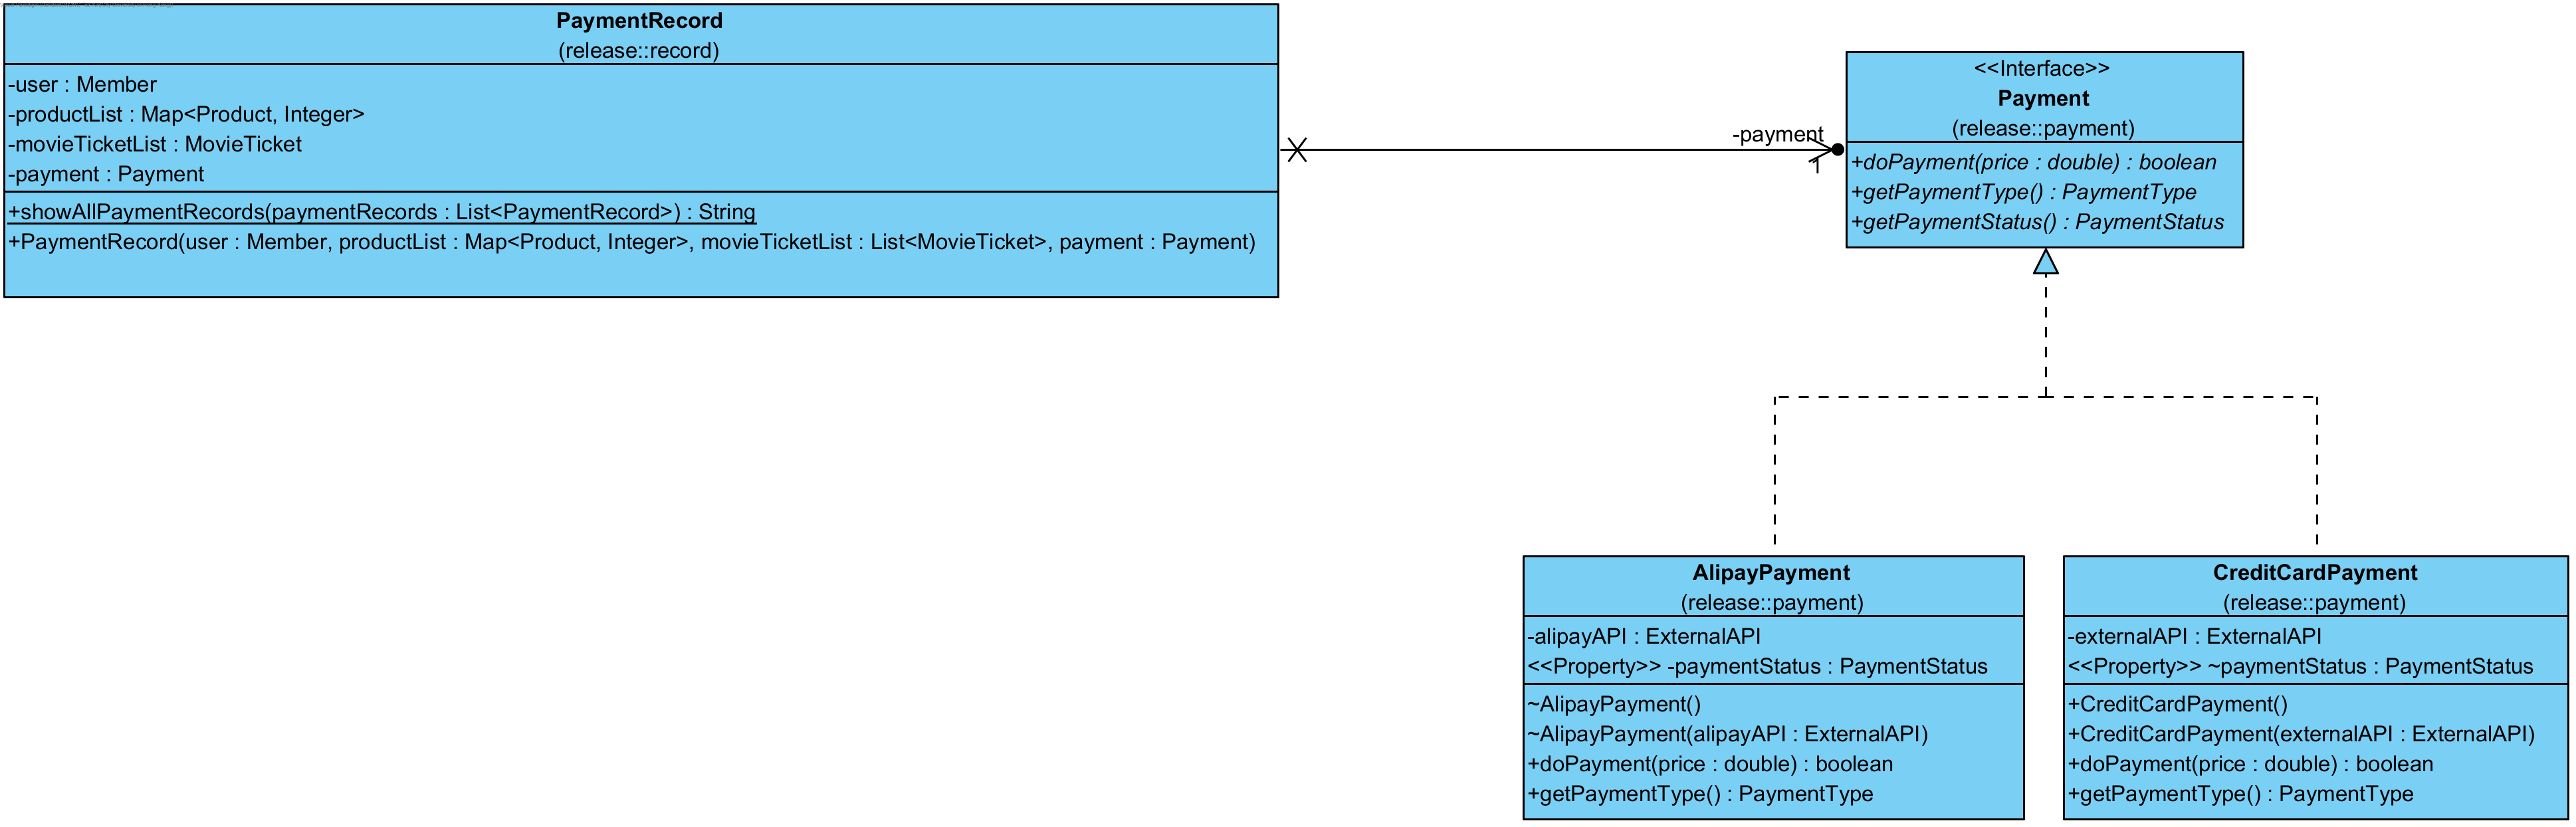 PaymentRecord
(release::record)
-user : Member
-productList : Map<Product, Integer>
-movieTicketList : MovieTicket
-payment : Payment
+showAllPaymentRecords(paymentRecords : List<PaymentRecord>) : String
+PaymentRecord(user : Member, productList : Map<Product, Integer>, movieTicketList : List<MovieTicket>, payment : Payment)
-payment
1
<<Interface>>
Payment
(release::payment)
+doPayment(price : double) : boolean
+getPaymentType() : PaymentType
+getPaymentStatus() : PaymentStatus
AlipayPayment
(release::payment)
-alipayAPI : ExternalAPI
<<Property>> -paymentStatus : PaymentStatus
~AlipayPayment()
~AlipayPayment(alipayAPI : ExternalAPI)
+doPayment(price : double) : boolean
+getPaymentType() : PaymentType
CreditCardPayment
(release::payment)
-externalAPI : ExternalAPI
<<Property>> ~paymentStatus : PaymentStatus
+CreditCardPayment()
+CreditCardPayment(externalAPI : ExternalAPI)
+doPayment(price : double) : boolean
+getPaymentType() : PaymentType